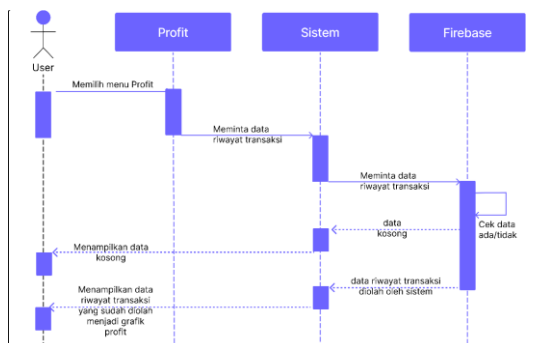 Profit
Sistem
Firebase
User
Memilih menu Profit
Meminta data
riwayat transaksi
Meminta data
riwayat transaksi
Cek data
ada/tidak
data
kosong
Menampilkan data
kosong
data riwayat transaksi
diolah oleh sistem
Menampilkan data
riwayat transaksi
yang sudah diolah
menjadi grafik
profit